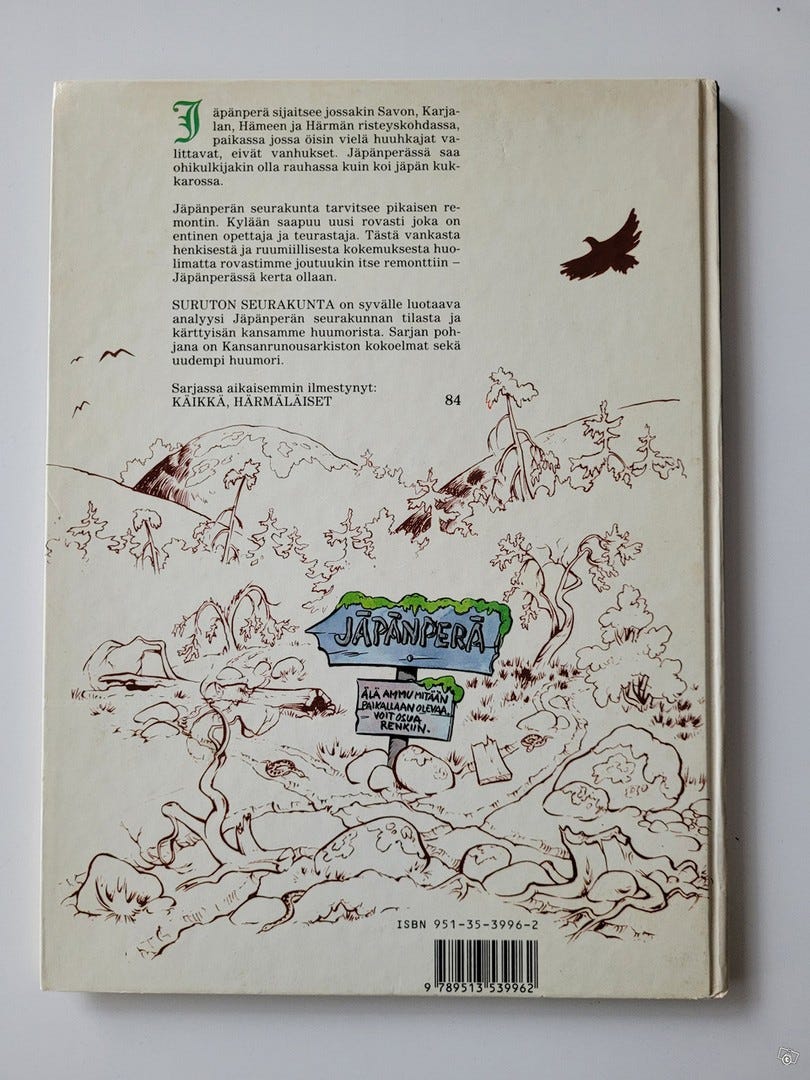 Jäpänperä sijaitsee jossakin Savon, Karja-
lan, Hämeen ja Härmän risteyskohdassa,
paikassa jossa öisin vielä huuhkajat va-
littavat, eivät vanhukset. Jäpänperässä saa
ohikulkijakin olla rauhassa kuin koi jäpän kuk-
karossa.
Jäpänperän seurakunta tarvitsee pikaisen re-
montin. Kylään saapuu uusi rovasti joka on
entinen opettaja ja teurastaja. Tästä vankasta
henkisestä ja ruumiillisesta kokemuksesta huo-
limatta rovastimme joutuukin itse remonttiin –
Jäpänperässä kerta ollaan.
SURUTON SEURAKUNTA on syvälle luotaava
analyysi Jäpänperän seurakunnan tilasta ja
kärttyisän kansamme huumorista. Sarjan poh-
jana on Kansanrunousarkiston kokoelmat sekä
uudempi huumori.
Sarjassa aikaisemmin ilmestynyt:
KÄIKKÄ, HÄRMÄLÄISET 84
JÄPÄNPERÄ
ÄLÄ AMMU MITÄÄN
PAIKALLAAN OLEVAA,
VOIT OSUA
RENKIIN.
ISBN 951-35-3996-2
9 789513 539962